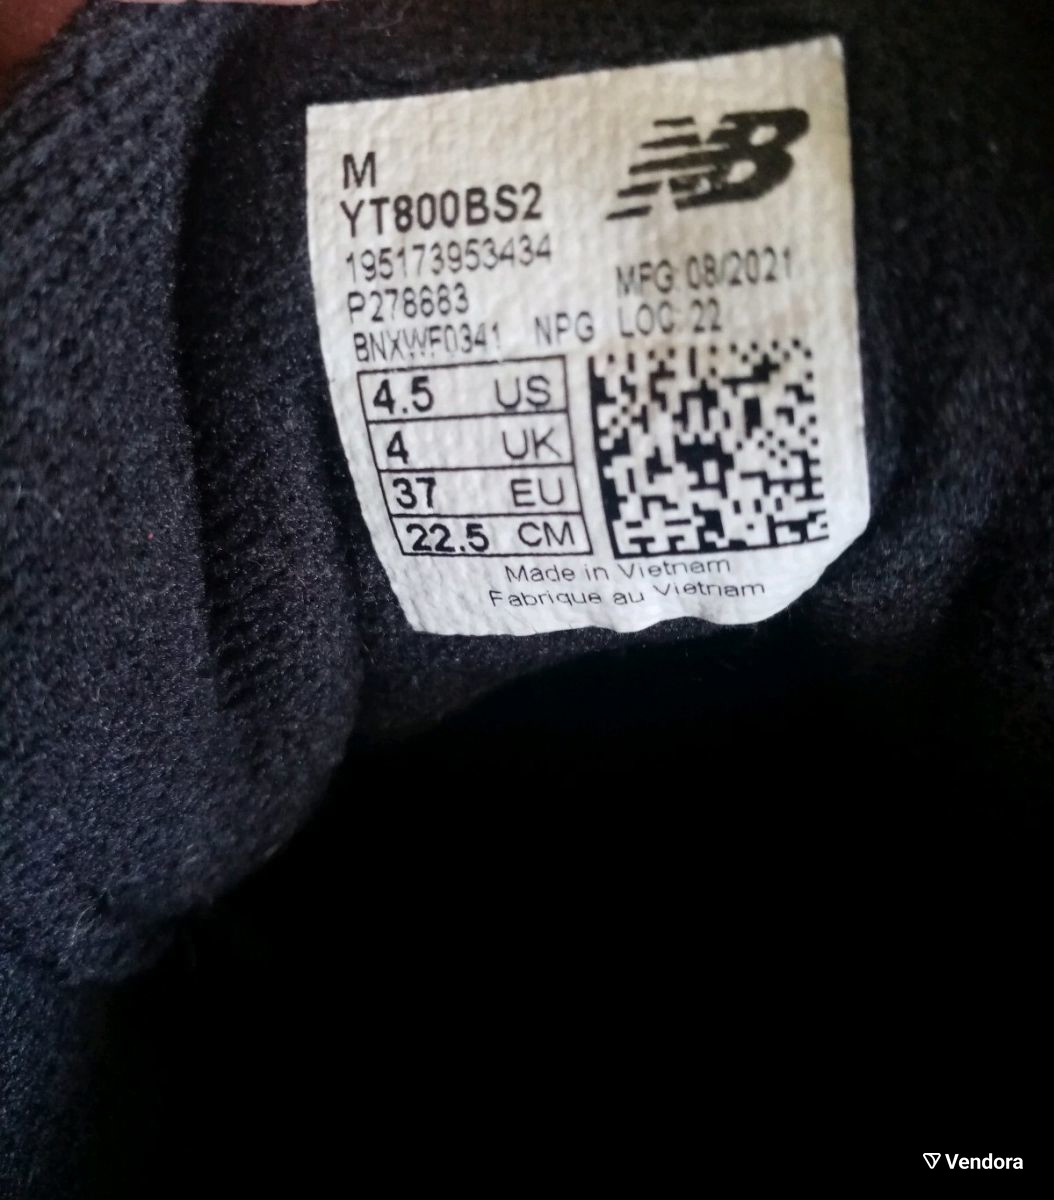 M
YT800BS2
195173953434
P278683
BNXWF0341 NPG
NB
MFG: 08/2021
LOC: 22
4.5 US
4 UK
37 EU
22.5 CM
Made in Vietnam
Fabrique au Vietnam
Vendora